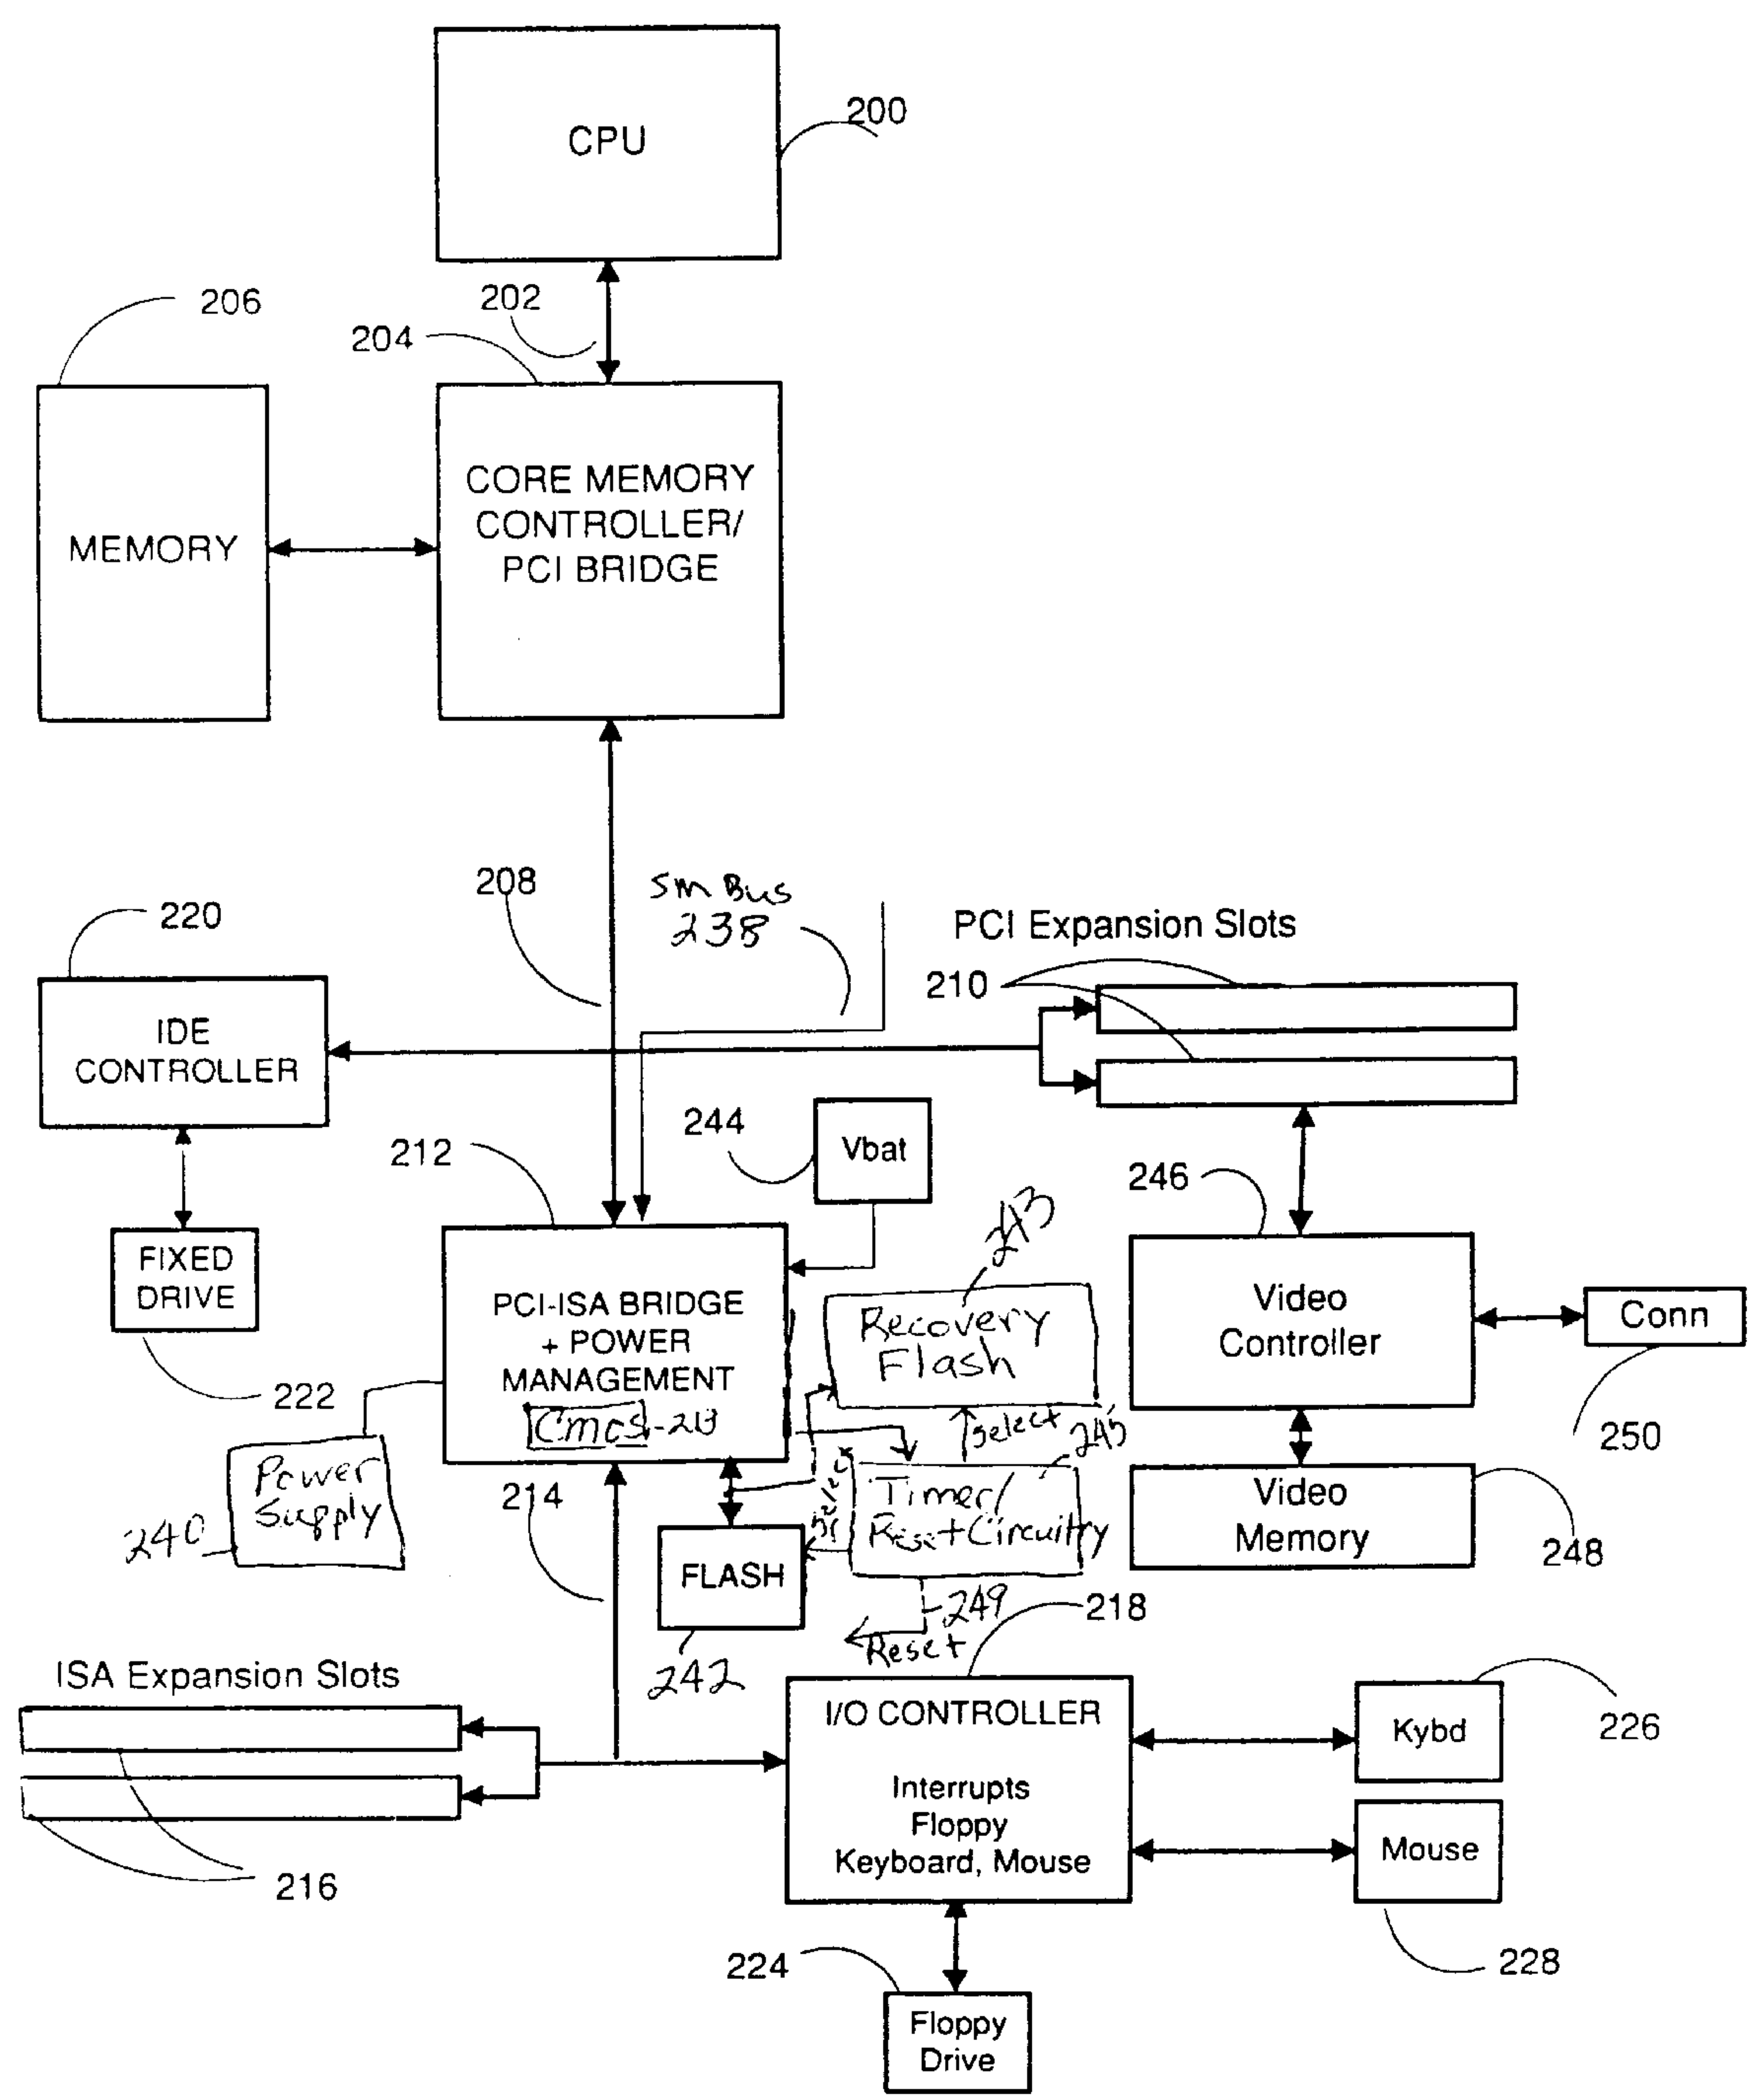 CPU
200
202
206
204
MEMORY
CORE MEMORY
CONTROLLER/
PCI BRIDGE
208
Sm Bus
238
220
PCI Expansion Slots
210
IDE
CONTROLLER
244
Vbat
212
246
243
FIXED
DRIVE
PCI-ISA BRIDGE
+ POWER
MANAGEMENT
Recovery
Flash
Video
Controller
Conn
222
250
select
245
Power
Supply
240
214
select
Timer/
Reset Circuitry
Video
Memory
248
FLASH
249
Reset
218
242
ISA Expansion Slots
I/O CONTROLLER
Interrupts
Floppy
Keyboard, Mouse
Kybd
226
Mouse
216
228
224
Floppy
Drive